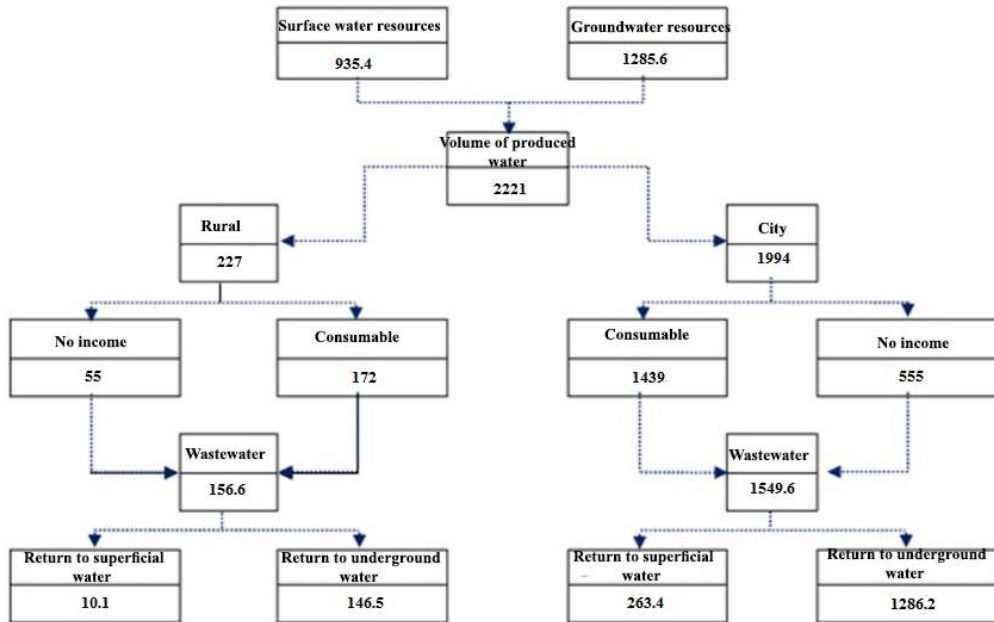 Surface water resources
935.4
Groundwater resources
1285.6
Volume of produced
water
2221
Rural
227
City
1994
No income
55
Consumable
172
Consumable
1439
No income
555
Wastewater
156.6
Wastewater
1549.6
Return to superficial
water
10.1
Return to underground
water
146.5
Return to superficial
water
263.4
Return to underground
water
1286.2